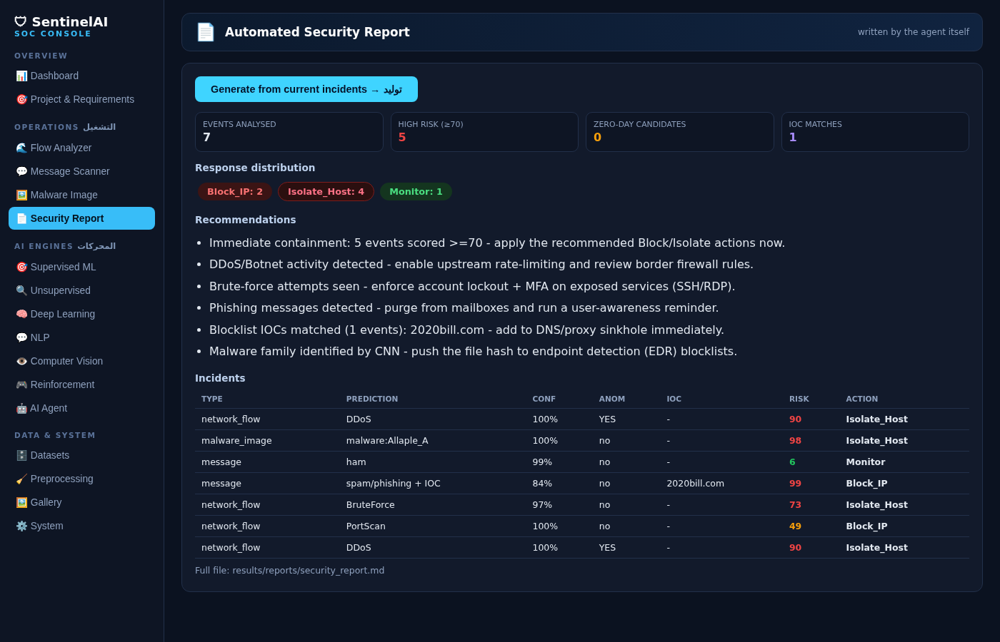 🛡 SentinelAI
SOC CONSOLE
OVERVIEW
📊 Dashboard
🎯 Project & Requirements
OPERATIONS التشغيل
🌊 Flow Analyzer
💬 Message Scanner
🖼️ Malware Image
📄 Security Report
AI ENGINES المحركات
🎯 Supervised ML
🔍 Unsupervised
🧠 Deep Learning
💬 NLP
👁️ Computer Vision
🎮 Reinforcement
🤖 AI Agent
DATA & SYSTEM
🗄️ Datasets
🧹 Preprocessing
🖼️ Gallery
⚙️ System
📄 Automated Security Report
written by the agent itself
Generate from current incidents → توليد
EVENTS ANALYSED
7
HIGH RISK (≥70)
5
ZERO-DAY CANDIDATES
0
IOC MATCHES
1
Response distribution
Block_IP: 2 Isolate_Host: 4 Monitor: 1
Recommendations
• Immediate containment: 5 events scored >=70 - apply the recommended Block/Isolate actions now.
• DDoS/Botnet activity detected - enable upstream rate-limiting and review border firewall rules.
• Brute-force attempts seen - enforce account lockout + MFA on exposed services (SSH/RDP).
• Phishing messages detected - purge from mailboxes and run a user-awareness reminder.
• Blocklist IOCs matched (1 events): 2020bill.com - add to DNS/proxy sinkhole immediately.
• Malware family identified by CNN - push the file hash to endpoint detection (EDR) blocklists.
Incidents
TYPE PREDICTION CONF ANOM IOC RISK ACTION
network_flow DDoS 100% YES - 90 Isolate_Host
malware_image malware:Allaple_A 100% no - 98 Isolate_Host
message ham 99% no - 6 Monitor
message spam/phishing + IOC 84% no 2020bill.com 99 Block_IP
network_flow BruteForce 97% no - 73 Isolate_Host
network_flow PortScan 100% no - 49 Block_IP
network_flow DDoS 100% YES - 90 Isolate_Host
Full file: results/reports/security_report.md